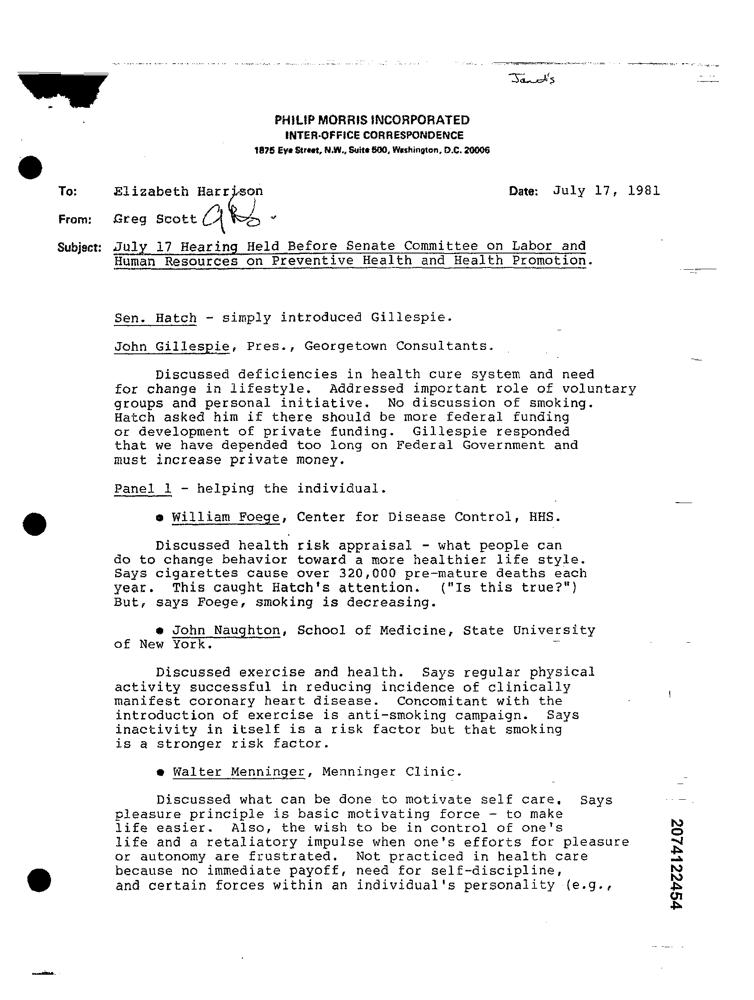 PHILIP MORRIS INCORPORATED
INTER-OFFICE CORRESPONDENCE
1875 Eye Street, N.W., Suite 500, Washington, D.C. 20006
To: Elizabeth Harrison Date: July 17, 1981
From: Greg Scott
Subject: July 17 Hearing Held Before Senate Committee on Labor and
Human Resources on Preventive Health and Health Promotion.
Sen. Hatch - simply introduced Gillespie.
John Gillespie, Pres., Georgetown Consultants.
Discussed deficiencies in health cure system and need
for change in lifestyle. Addressed important role of voluntary
groups and personal initiative. No discussion of smoking.
Hatch asked him if there should be more federal funding
or development of private funding. Gillespie responded
that we have depended too long on Federal Government and
must increase private money.
Panel 1 - helping the individual.
● William Foege, Center for Disease Control, HHS.
Discussed health risk appraisal - what people can
do to change behavior toward a more healthier life style.
Says cigarettes cause over 320,000 pre-mature deaths each
year. This caught Hatch's attention. ("Is this true?")
But, says Foege, smoking is decreasing.
● John Naughton, School of Medicine, State University
of New York.
Discussed exercise and health. Says regular physical
activity successful in reducing incidence of clinically
manifest coronary heart disease. Concomitant with the
introduction of exercise is anti-smoking campaign. Says
inactivity in itself is a risk factor but that smoking
is a stronger risk factor.
● Walter Menninger, Menninger Clinic.
Discussed what can be done to motivate self care. Says
pleasure principle is basic motivating force - to make
life easier. Also, the wish to be in control of one's
life and a retaliatory impulse when one's efforts for pleasure
or autonomy are frustrated. Not practiced in health care
because no immediate payoff, need for self-discipline,
and certain forces within an individual's personality (e.g.,
2074122454